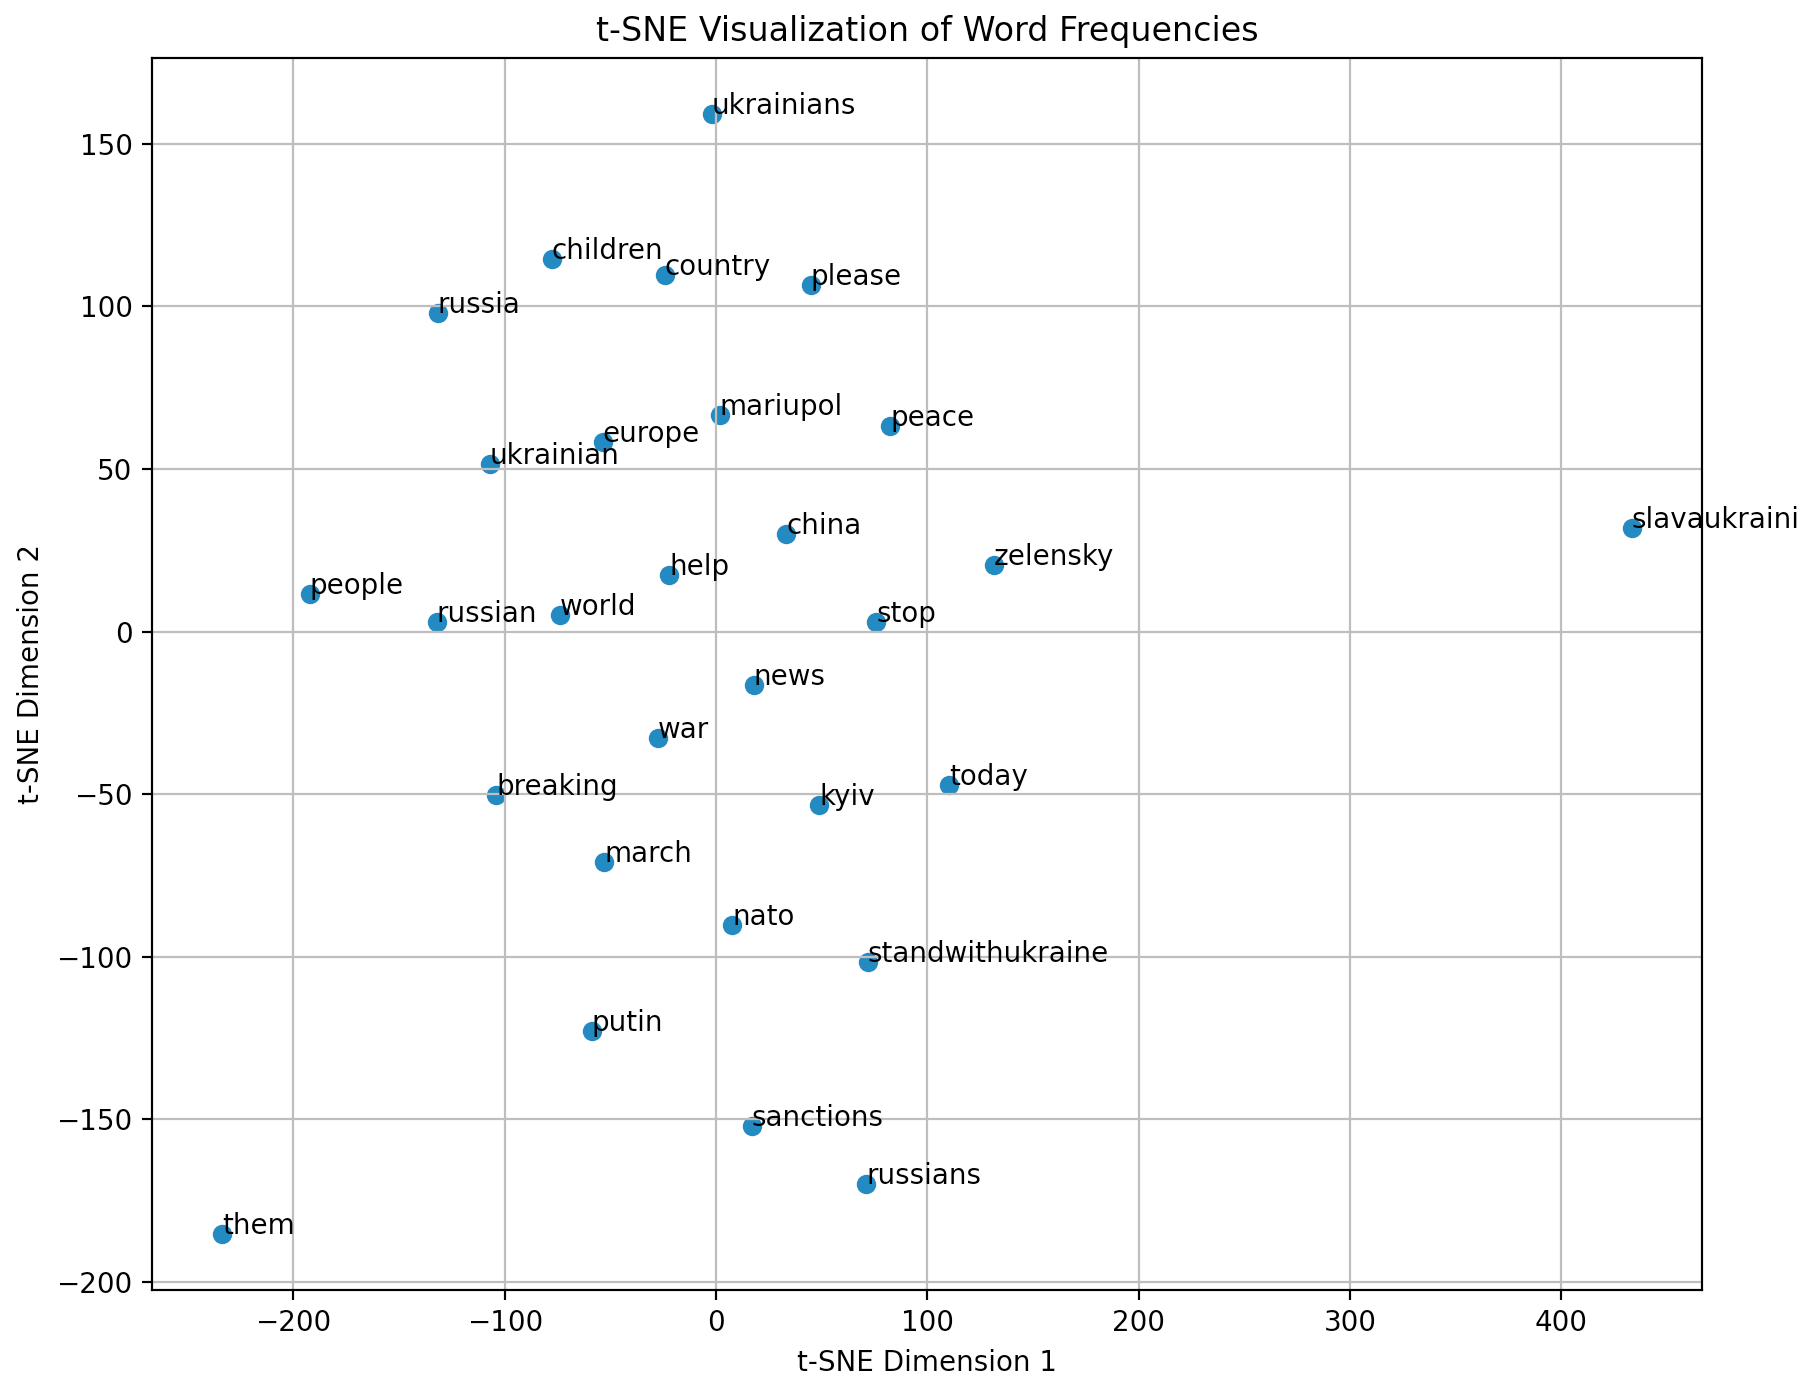 t-SNE Visualization of Word Frequencies
ukrainians
150
children
country
please
russia
100
mariupol
peace
europe
ukrainian
50
slavaukraini
china
zelensky
help
people
world
russian
stop
0
news
war
today
breaking
kyiv
−50
march
nato
standwithukraine
−100
putin
sanctions
−150
russians
them
−200
−200 −100 0 100 200 300 400
t-SNE Dimension 1
t-SNE Dimension 2